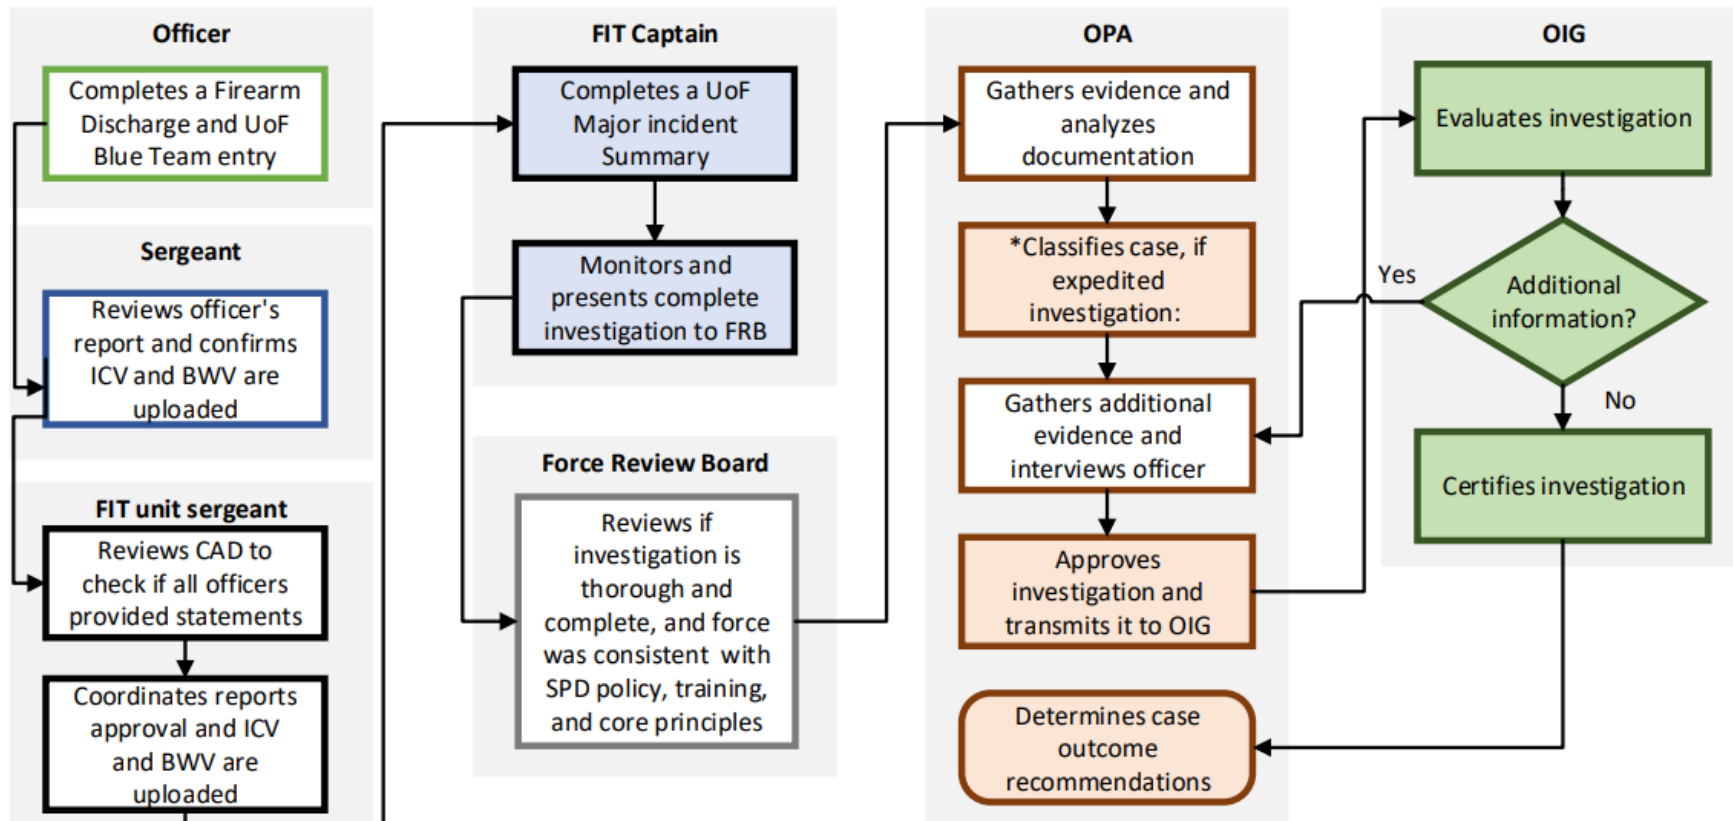 Officer
Completes a Firearm
Discharge and UoF
Blue Team entry
Sergeant
Reviews officer's
report and confirms
ICV and BWV are
uploaded
FIT unit sergeant
Reviews CAD to
check if all officers
provided statements
Coordinates reports
approval and ICV
and BWV are
uploaded
FIT Captain
Completes a UoF
Major incident
Summary
Monitors and
presents complete
investigation to FRB
Force Review Board
Reviews if
investigation is
thorough and
complete, and force
was consistent with
SPD policy, training,
and core principles
OPA
Gathers evidence and
analyzes
documentation
*Classifies case, if
expedited
investigation:
Gathers additional
evidence and
interviews officer
Approves
investigation and
transmits it to OIG
Determines case
outcome
recommendations
OIG
Evaluates investigation
Additional
information?
Yes
No
Certifies investigation